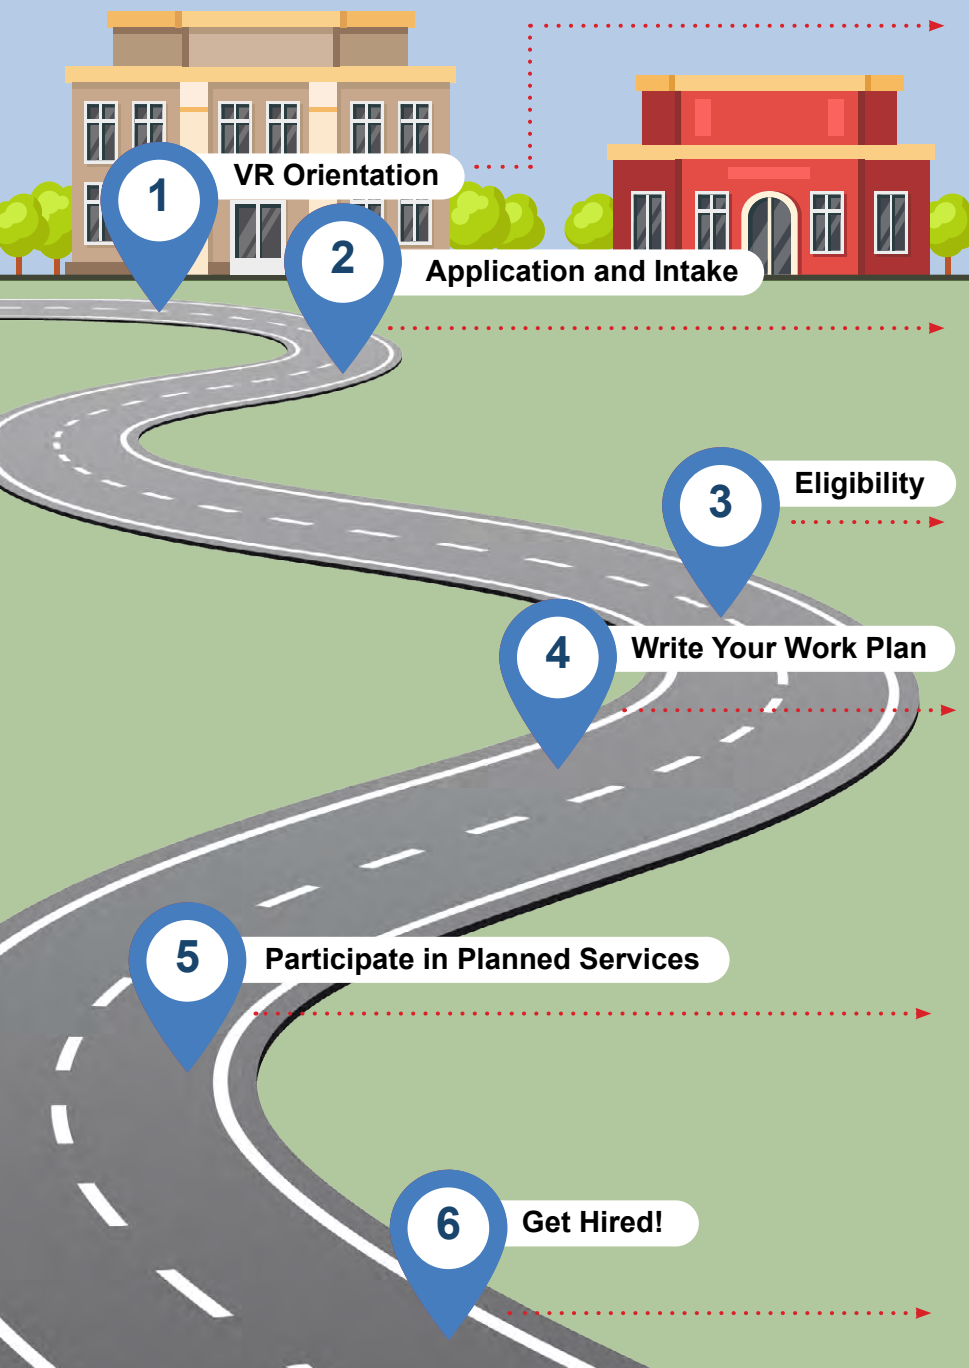 1
VR Orientation
2
Application and Intake
3
Eligibility
4
Write Your Work Plan
5
Participate in Planned Services
6
Get Hired!